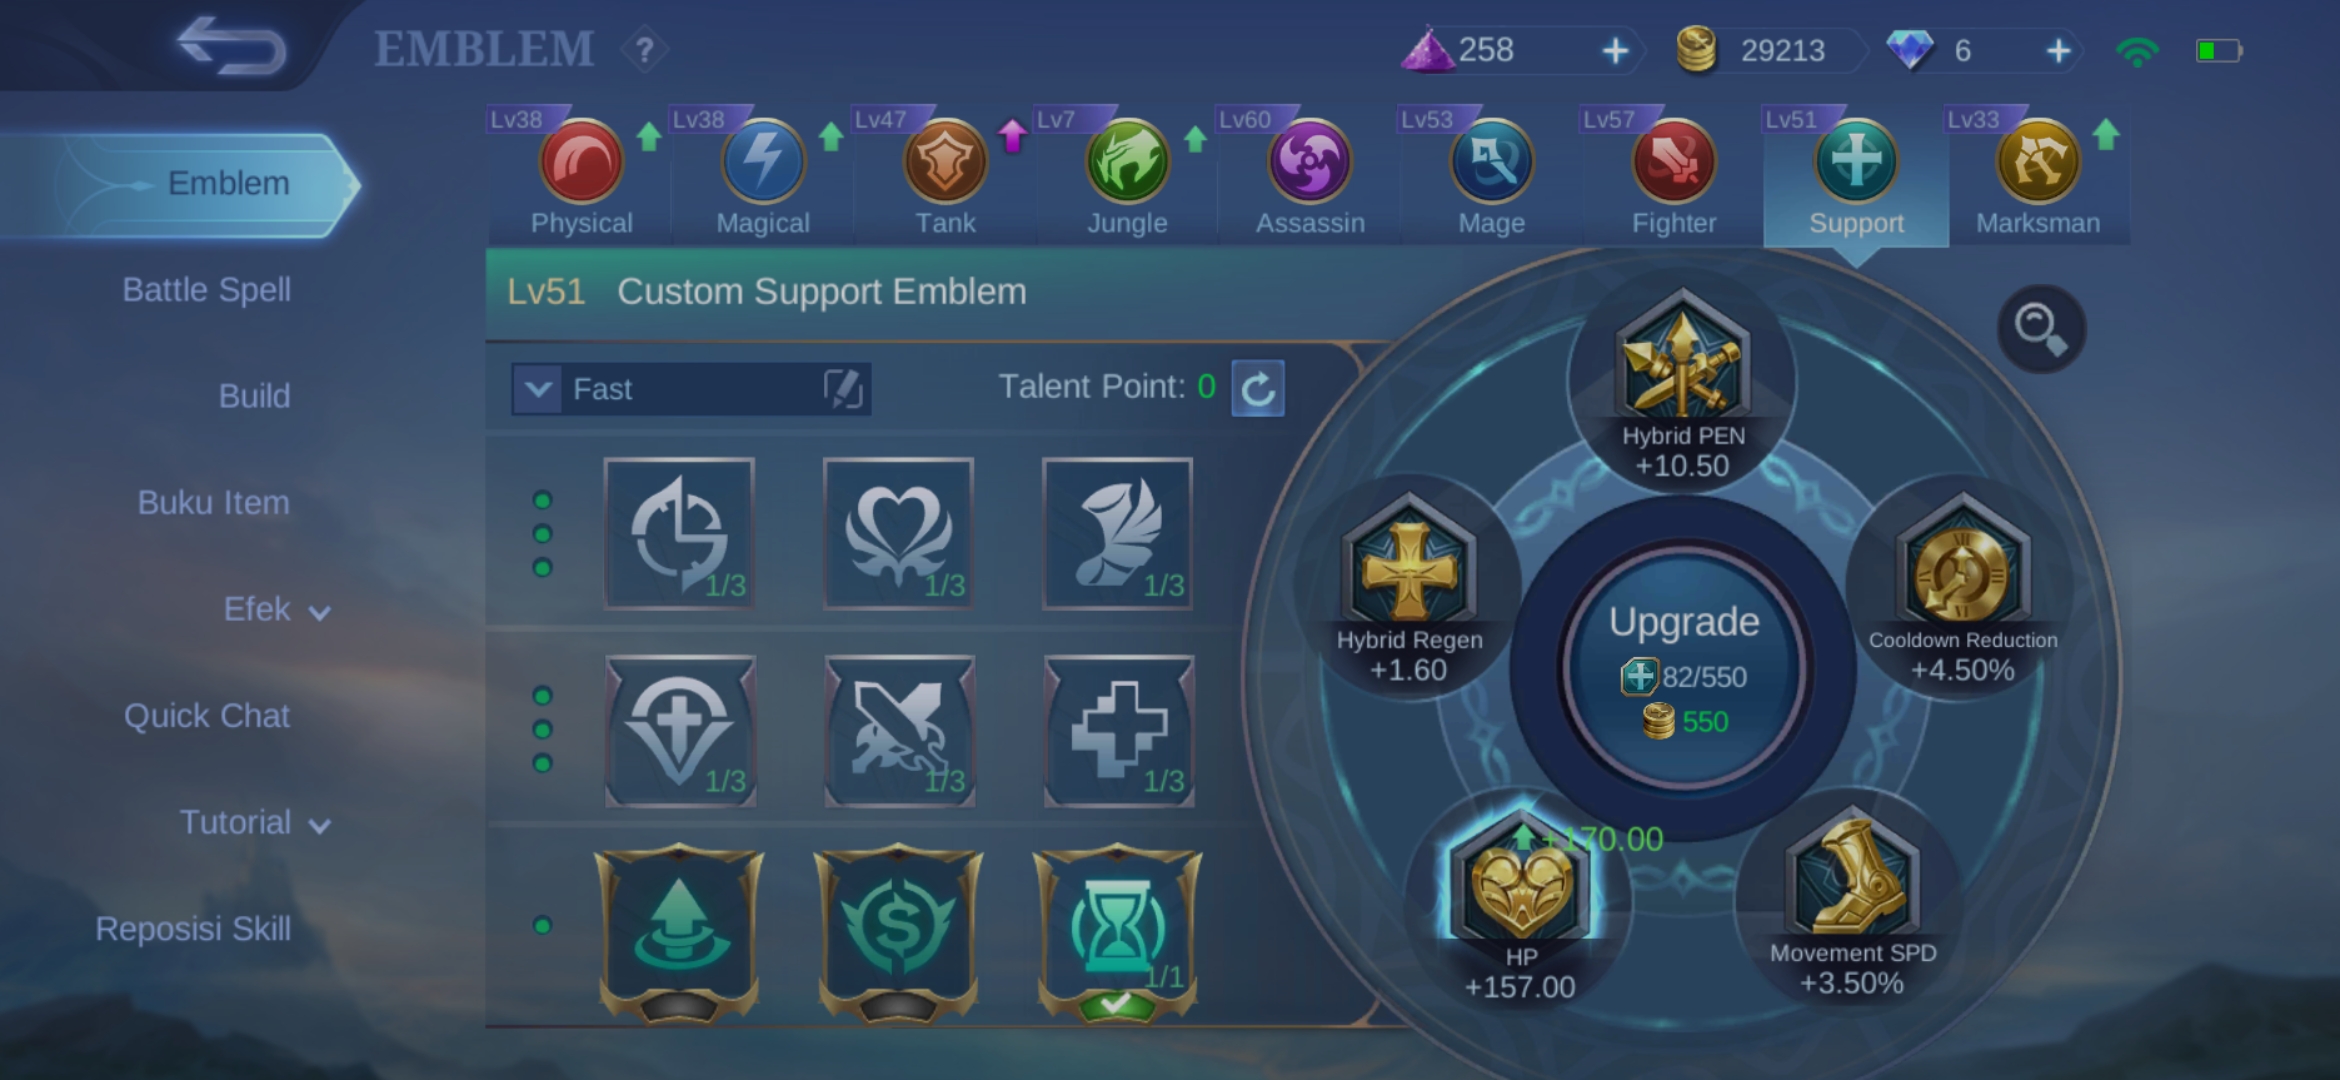 EMBLEM ?
258
29213
6
Lv38
Lv38
Lv47
Lv7
Lv60
Lv53
Lv57
Lv51
Lv33
Physical
Magical
Tank
Jungle
Assassin
Mage
Fighter
Support
Marksman
Emblem
Battle Spell
Build
Buku Item
Efek
Quick Chat
Tutorial
Reposisi Skill
Lv51 Custom Support Emblem
Fast
Talent Point: 0
1/3
1/3
1/3
1/3
1/3
1/3
1/1
Hybrid PEN
+10.50
Hybrid Regen
+1.60
Cooldown Reduction
+4.50%
Upgrade
82/550
550
+170.00
HP
+157.00
Movement SPD
+3.50%